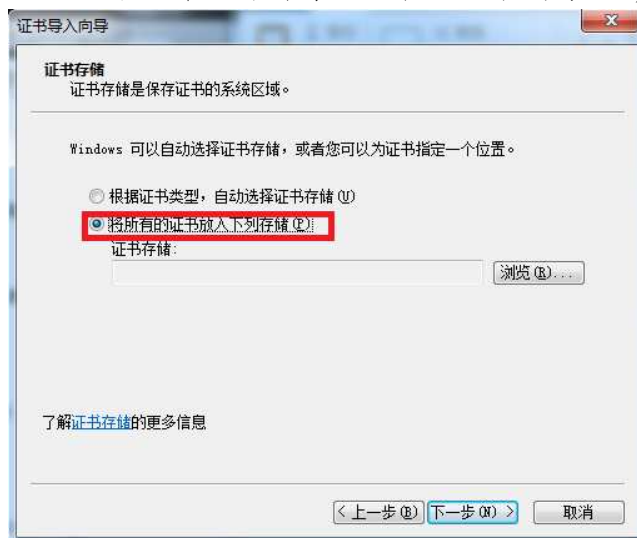 证书导入向导
证书存储
证书存储是保存证书的系统区域。
Windows 可以自动选择证书存储，或者您可以为证书指定一个位置。
根据证书类型，自动选择证书存储(U)
将所有的证书放入下列存储(P)
证书存储：
浏览(R)...
了解证书存储的更多信息
< 上一步(B) 下一步(N) > 取消